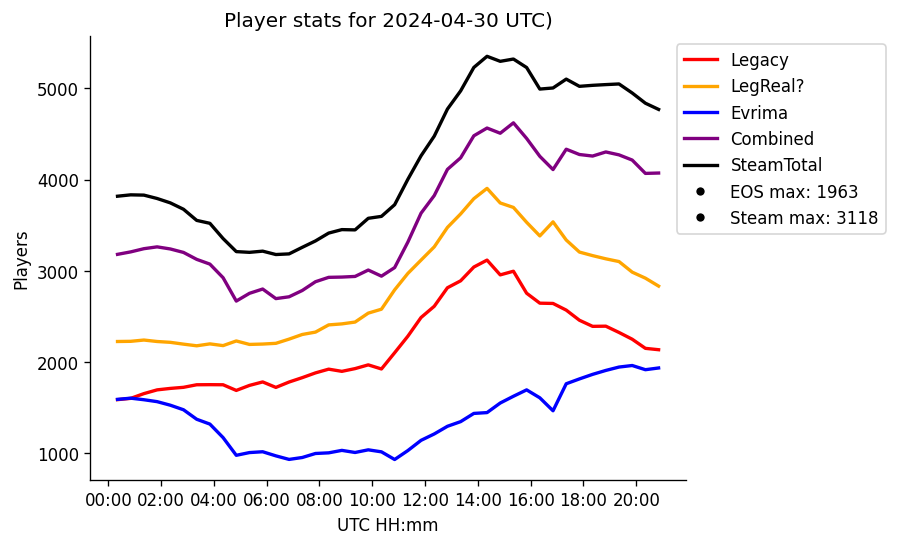 Player stats for 2024-04-30 UTC)
Players
5000
4000
3000
2000
1000
00:00 02:00 04:00 06:00 08:00 10:00 12:00 14:00 16:00 18:00 20:00
UTC HH:mm
Legacy
LegReal?
Evrima
Combined
SteamTotal
EOS max: 1963
Steam max: 3118